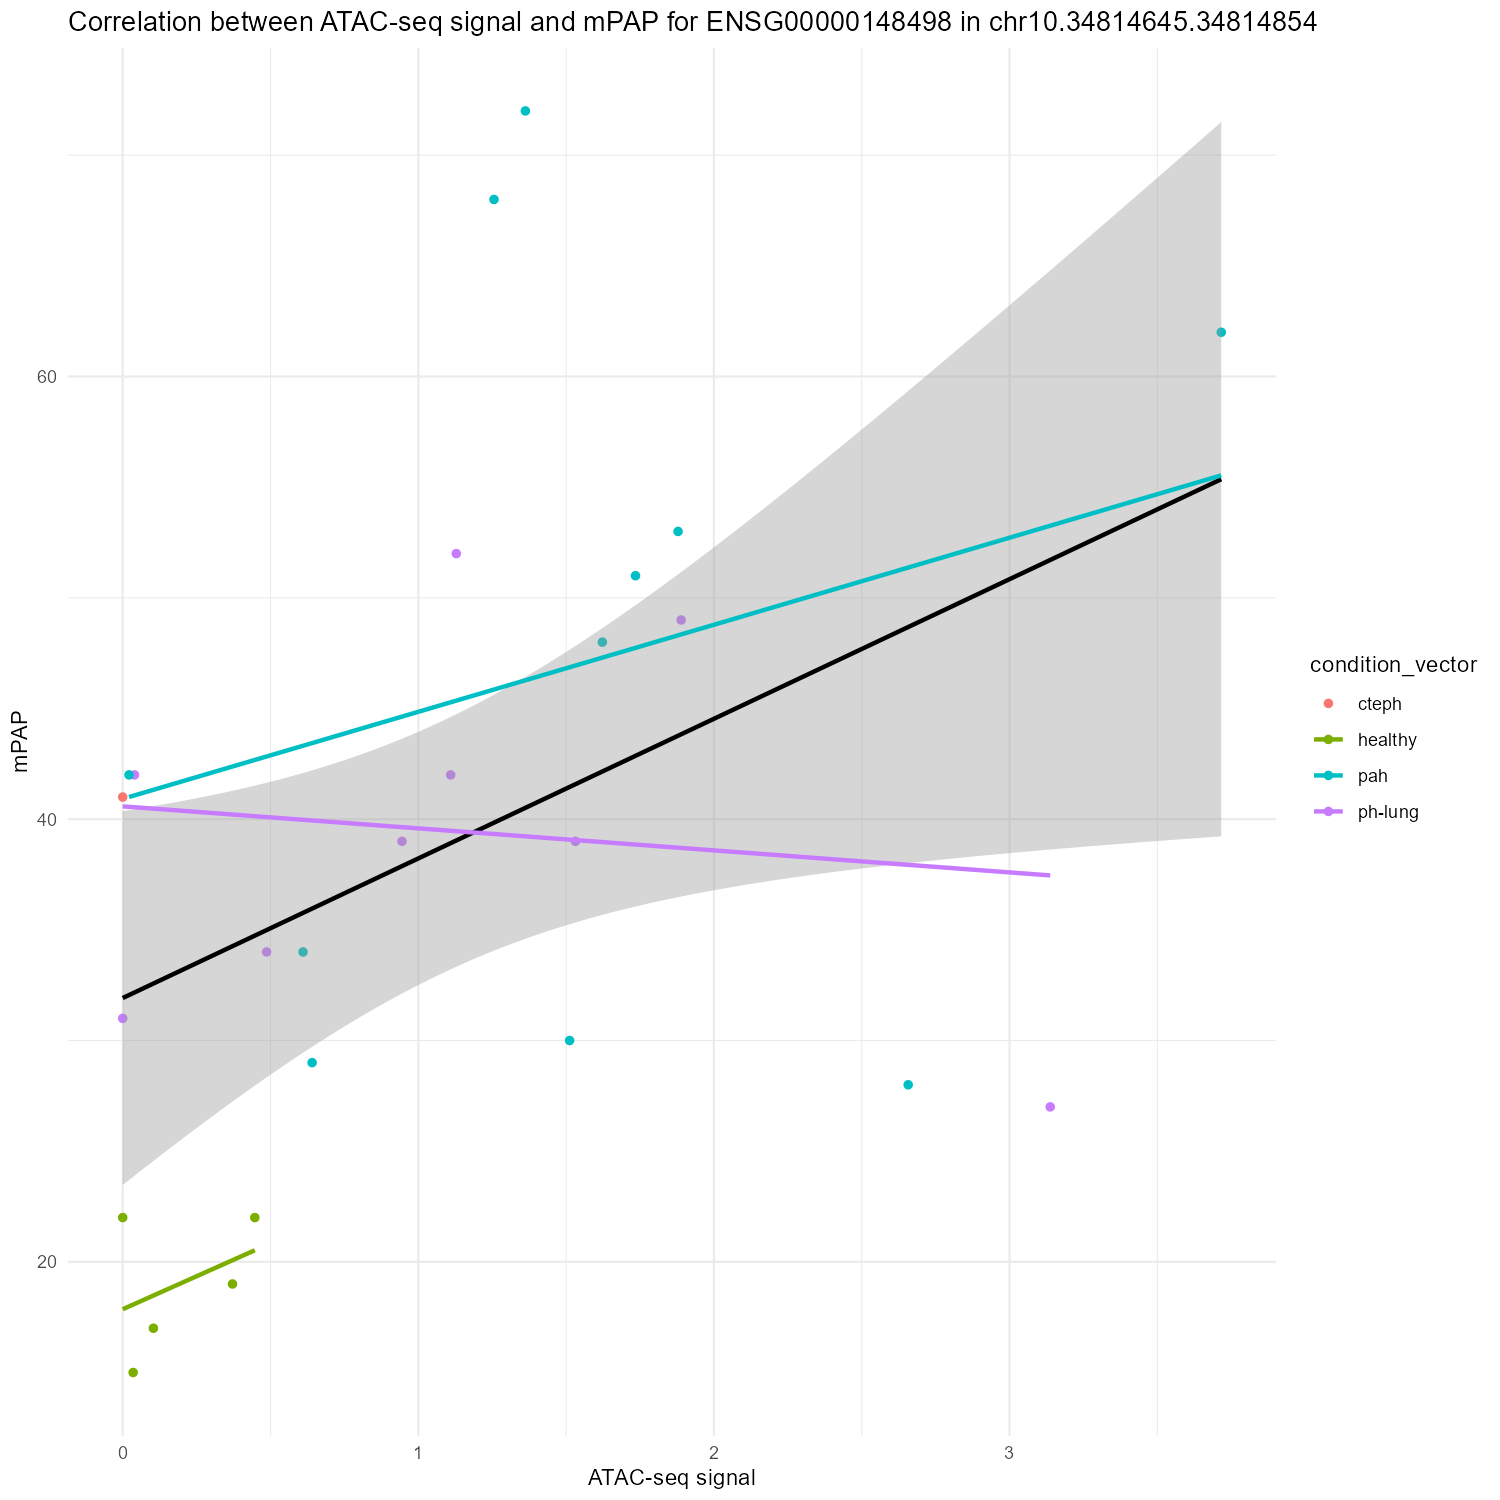 Correlation between ATAC-seq signal and mPAP for ENSG00000148498 in chr10.34814645.34814854
60
40
20
mPAP
0
1
2
3
ATAC-seq signal
condition_vector
cteph
healthy
pah
ph-lung